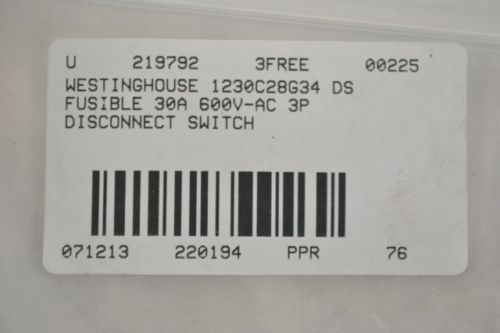 U 219792 3FREE 00225
WESTINGHOUSE 1230C28G34 DS
FUSIBLE 30A 600V-AC 3P
DISCONNECT SWITCH
071213 220194 PPR 76